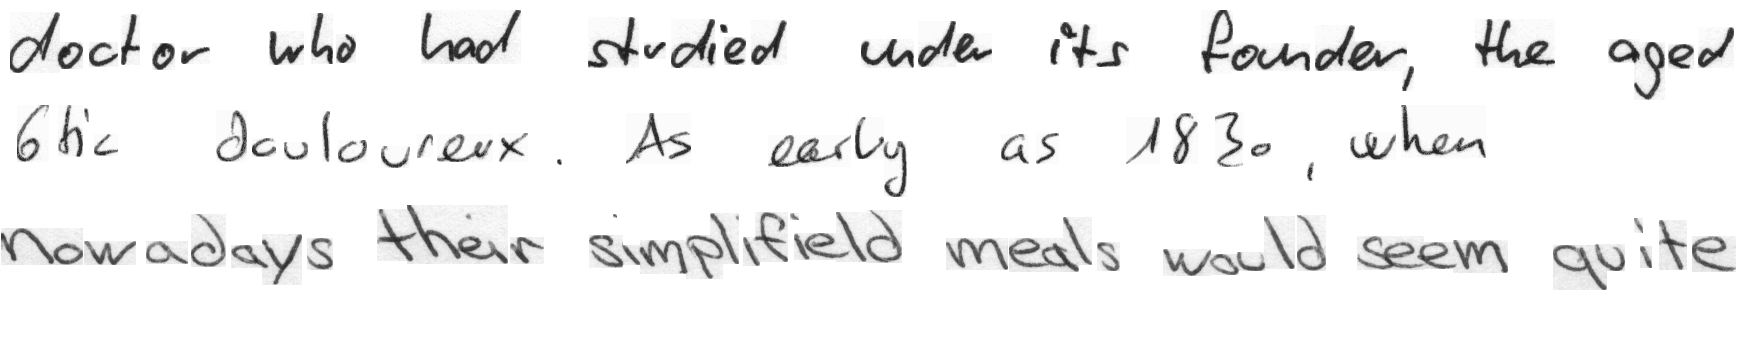 doctor who had studied under its founder, the aged
6tic douloureux. As early as 1830, when
nowadays their simplifield meals would seem quite